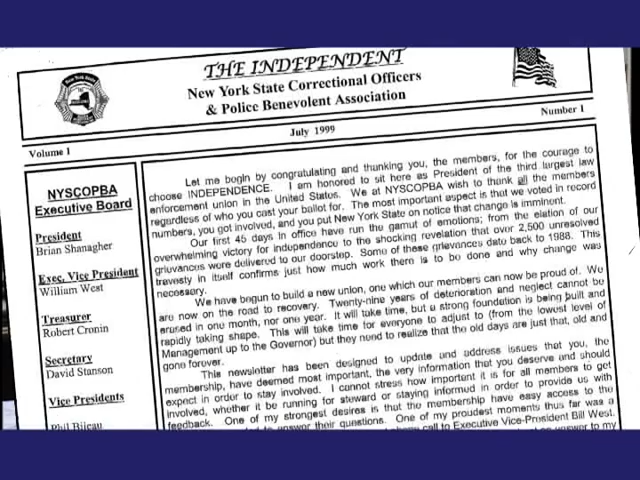 THE INDEPENDENT
New York State Correctional Officers
& Police Benevolent Association
Volume 1
July 1999
Number 1
NYSCOPBA
Executive Board
President
Brian Shanagher
Exec. Vice President
William West
Treasurer
Robert Cronin
Secretary
David Stanson
Vice Presidents
Let me begin by congratulating and thanking you, the members, for the courage to
choose INDEPENDENCE. I am honored to sit here as President of the third largest law
enforcement union in the United States. We at NYSCOPBA wish to thank all the members
regardless of who you cast your ballot for. The most important aspect is that we voted in record
numbers, you got involved, and you put New York State on notice that change is imminent.
Our first 45 days in office have run the gamut of emotions; from the elation of our
overwhelming victory for independence to the shocking revelation that over 2,500 unresolved
grievances were delivered to our doorstep. Some of these grievances date back to 1988. This
travesty in itself confirms just how much work there is to be done and why change was
necessary.
We have begun to build a new union, one which our members can now be proud of. We
are now on the road to recovery. Twenty-nine years of deterioration and neglect cannot be
erased in one month, nor one year. It will take time, but a strong foundation is being built and
rapidly taking shape. This will take time for everyone to adjust to (from the lowest level of
Management up to the Governor) but they need to realize that the old days are just that, old and
gone forever.
This newsletter has been designed to update and address issues that you, the
membership, have deemed most important, the very information that you deserve and should
expect in order to stay involved. I cannot stress how important it is for all members to get
involved, whether it be running for steward or staying informed in order to provide us with
feedback. One of my strongest desires is that the membership have easy access to the
to answer their questions. One of my proudest moments thus far was a
call to Executive Vice-President Bill West.
answer to my